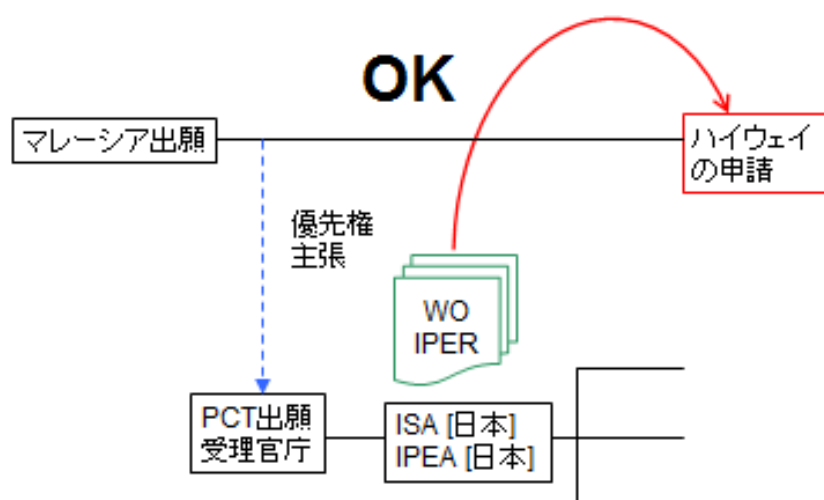 OK
マレーシア出願
ハイウェイ
の申請
優先権
主張
WO
IPER
PCT出願
受理官庁
ISA [日本]
IPEA [日本]